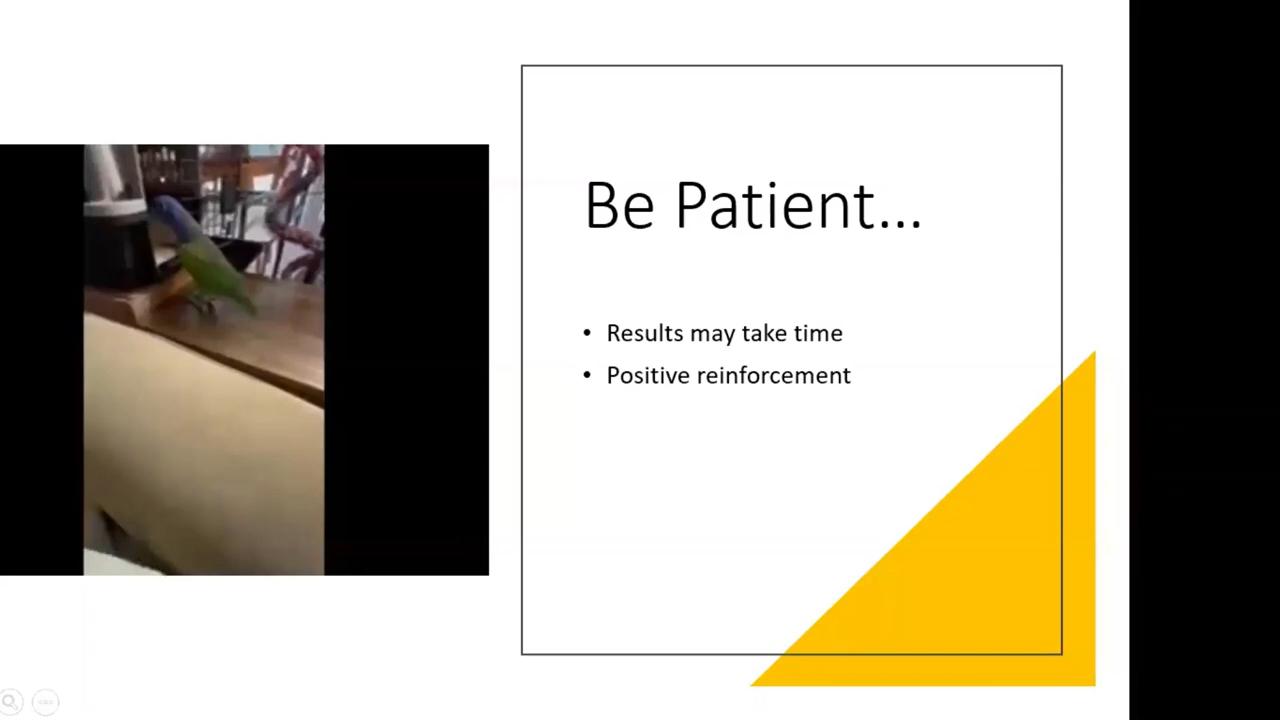 Be Patient...
• Results may take time
• Positive reinforcement